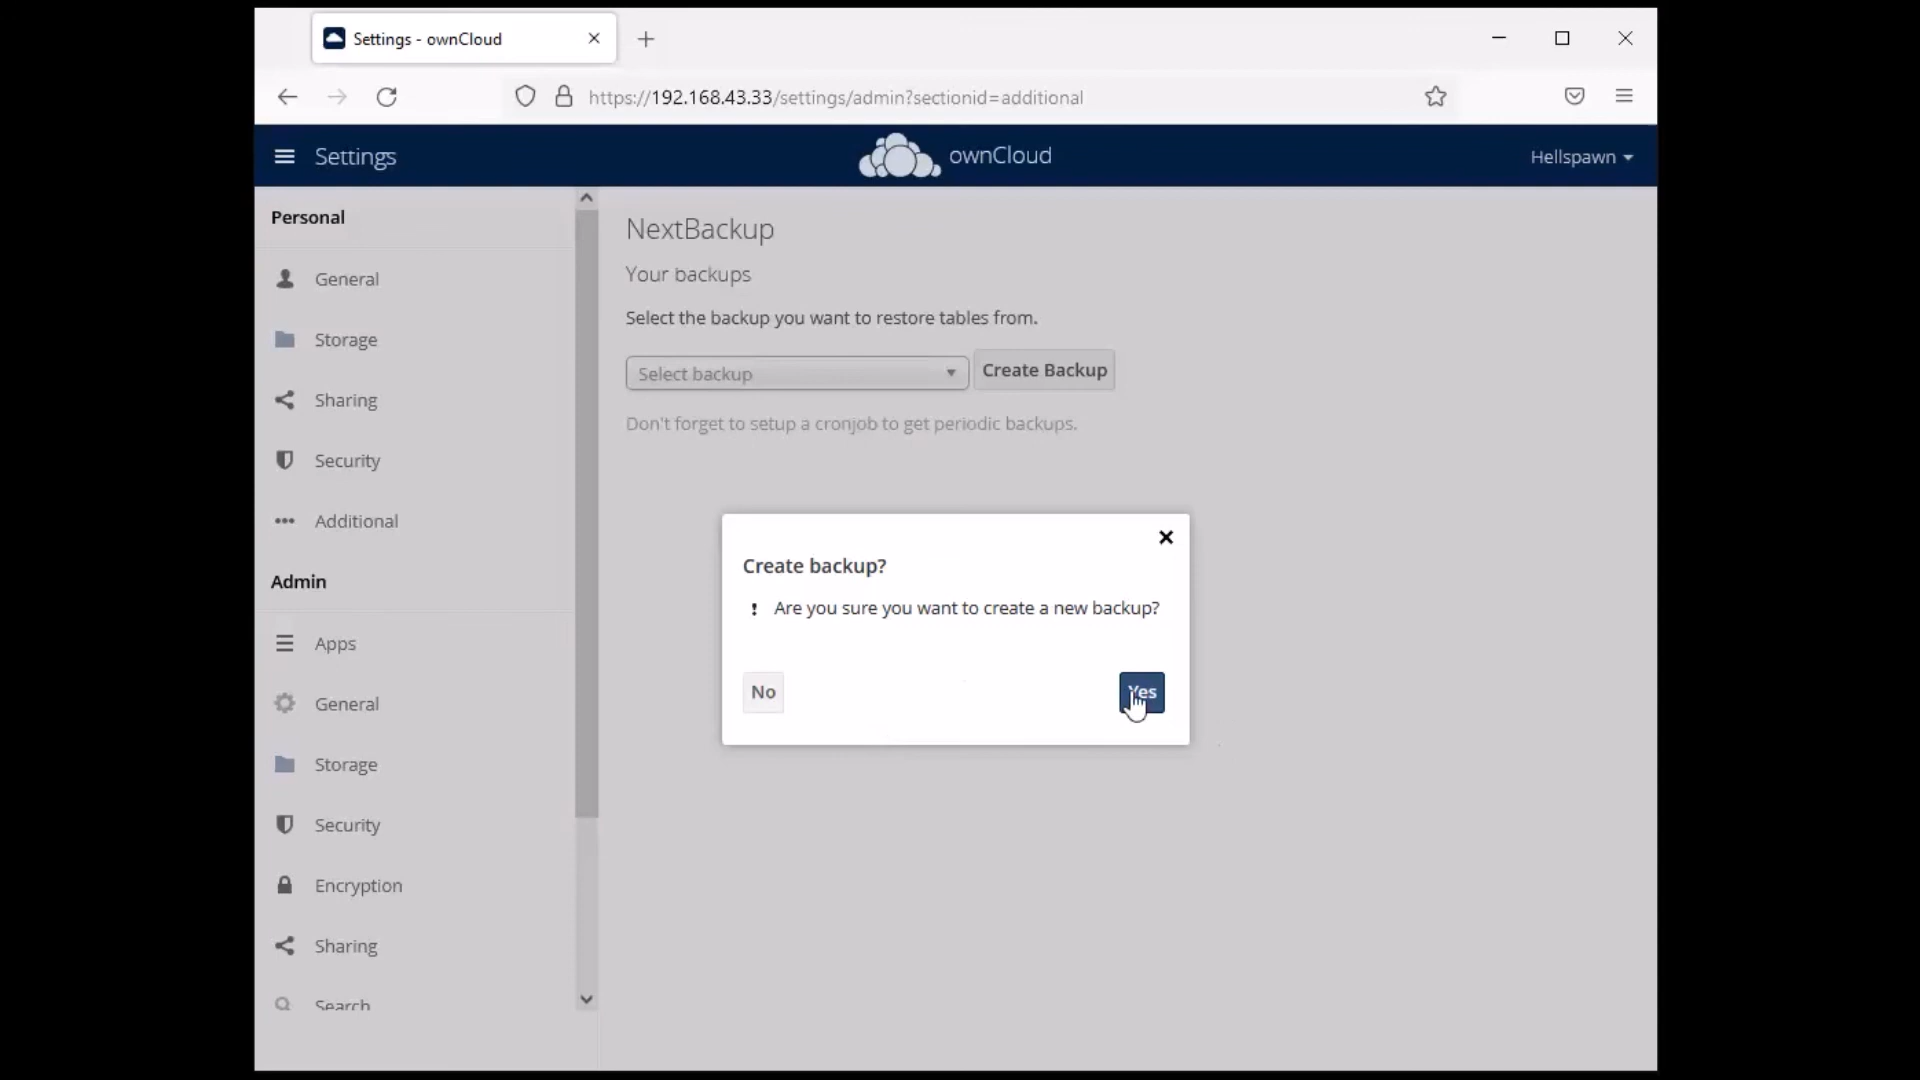 Settings - ownCloud
https://192.168.43.33/settings/admin?sectionid=additional
Settings
ownCloud
Hellspawn
Personal
General
Storage
Sharing
Security
Additional
Admin
Apps
General
Storage
Security
Encryption
Sharing
Search
NextBackup
Your backups
Select the backup you want to restore tables from.
Select backup
Create Backup
Don't forget to setup a cronjob to get periodic backups.
Create backup?
! Are you sure you want to create a new backup?
No
Yes